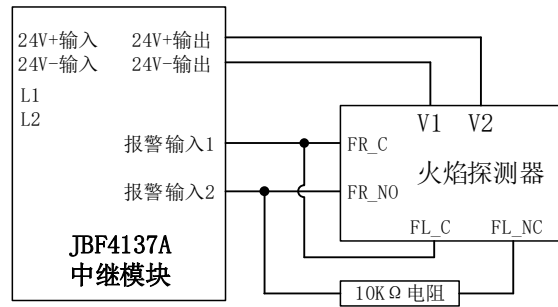 24V+输入 24V+输出
24V-输入 24V-输出
L1
L2
报警输入1
报警输入2
JBF4137A
中继模块
V1 V2
FR_C
火焰探测器
FR_NO
FL_C FL_NC
10KΩ电阻